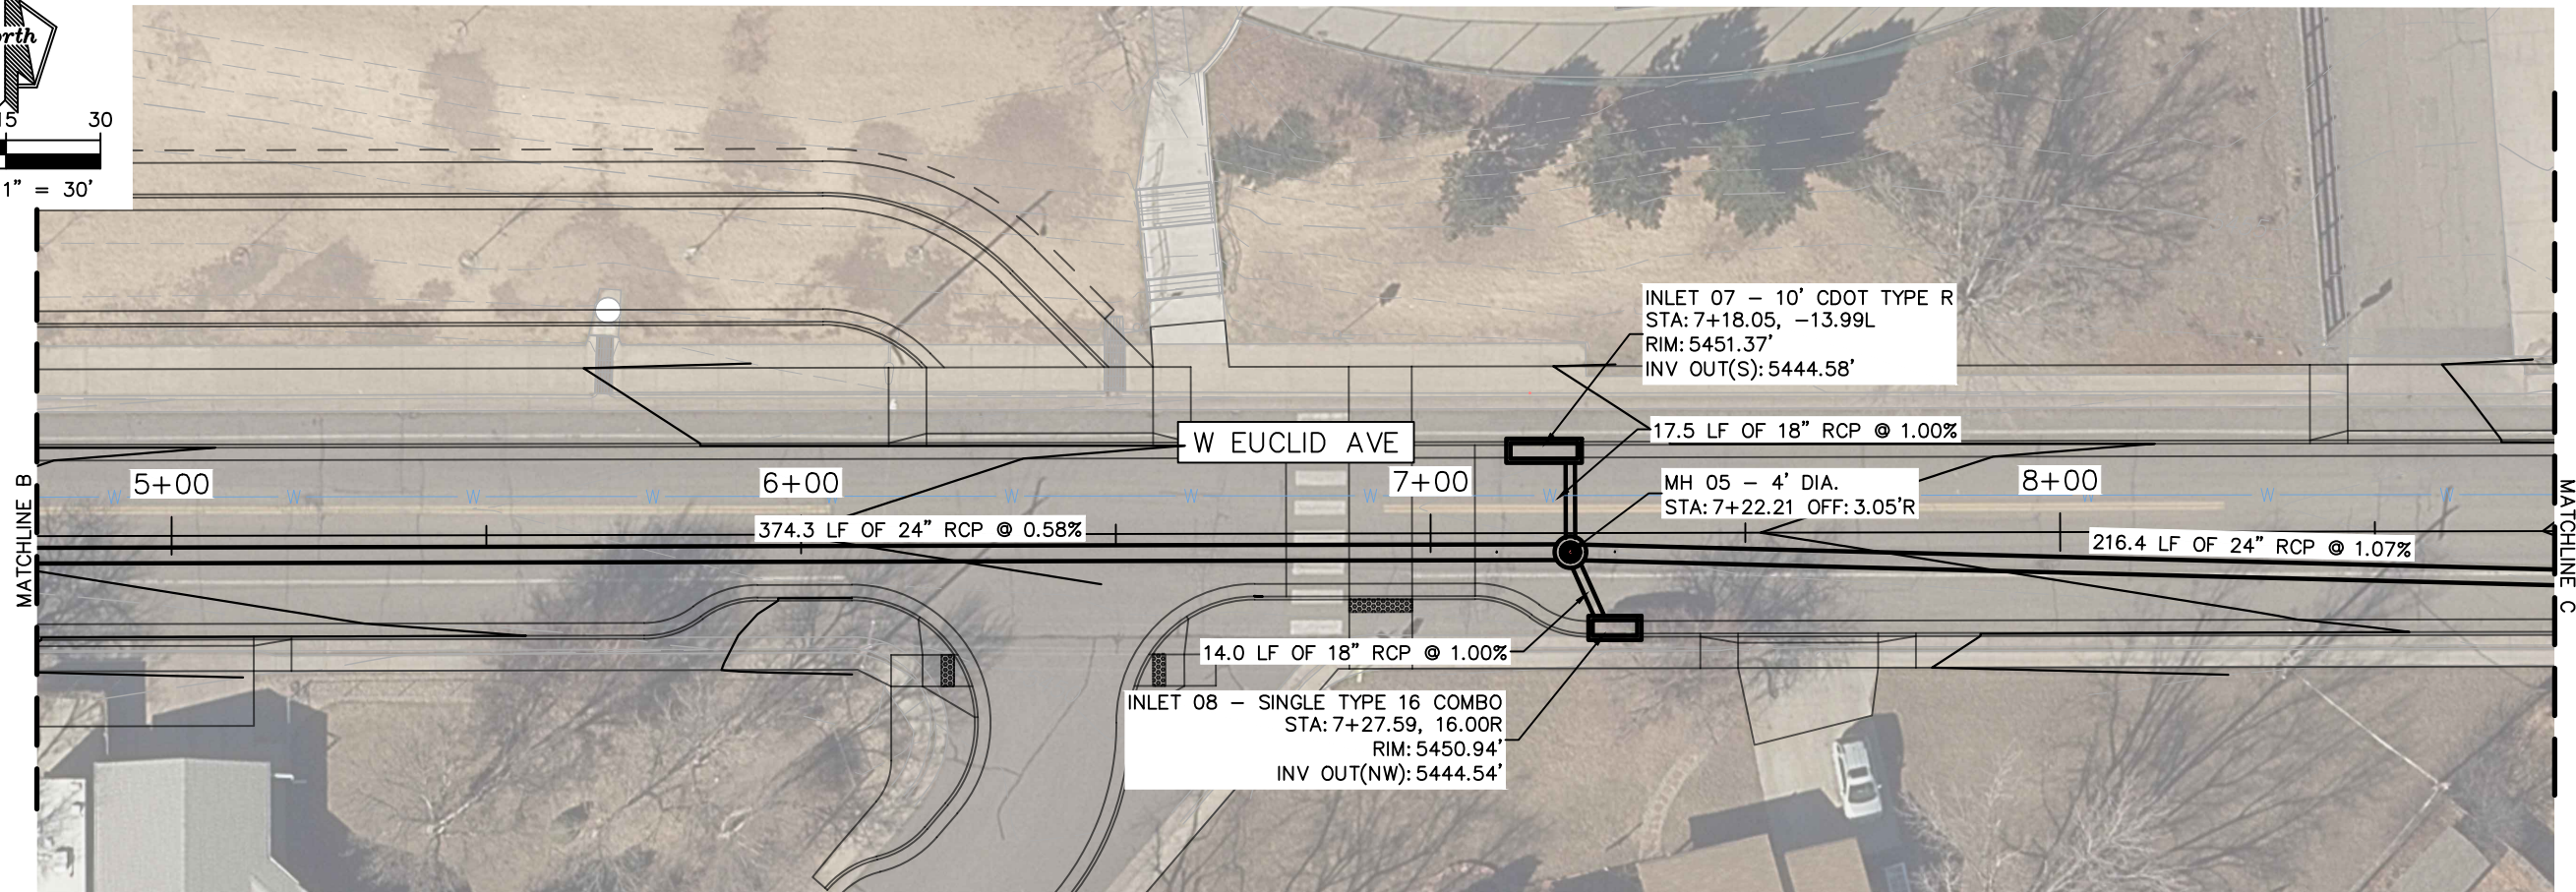 30
1" = 30'
INLET 07 - 10' CDOT TYPE R
STA: 7+18.05, -13.99L
RIM: 5451.37'
INV OUT(S): 5444.58'
17.5 LF OF 18" RCP @ 1.00%
W EUCLID AVE
MH 05 - 4' DIA.
STA: 7+22.21 OFF: 3.05'R
5+00
6+00
7+00
8+00
W W W W W W W W W W W
374.3 LF OF 24" RCP @ 0.58%
216.4 LF OF 24" RCP @ 1.07%
MATCHLINE B
MATCHLINE C
14.0 LF OF 18" RCP @ 1.00%
INLET 08 - SINGLE TYPE 16 COMBO
STA: 7+27.59, 16.00R
RIM: 5450.94'
INV OUT(NW): 5444.54'